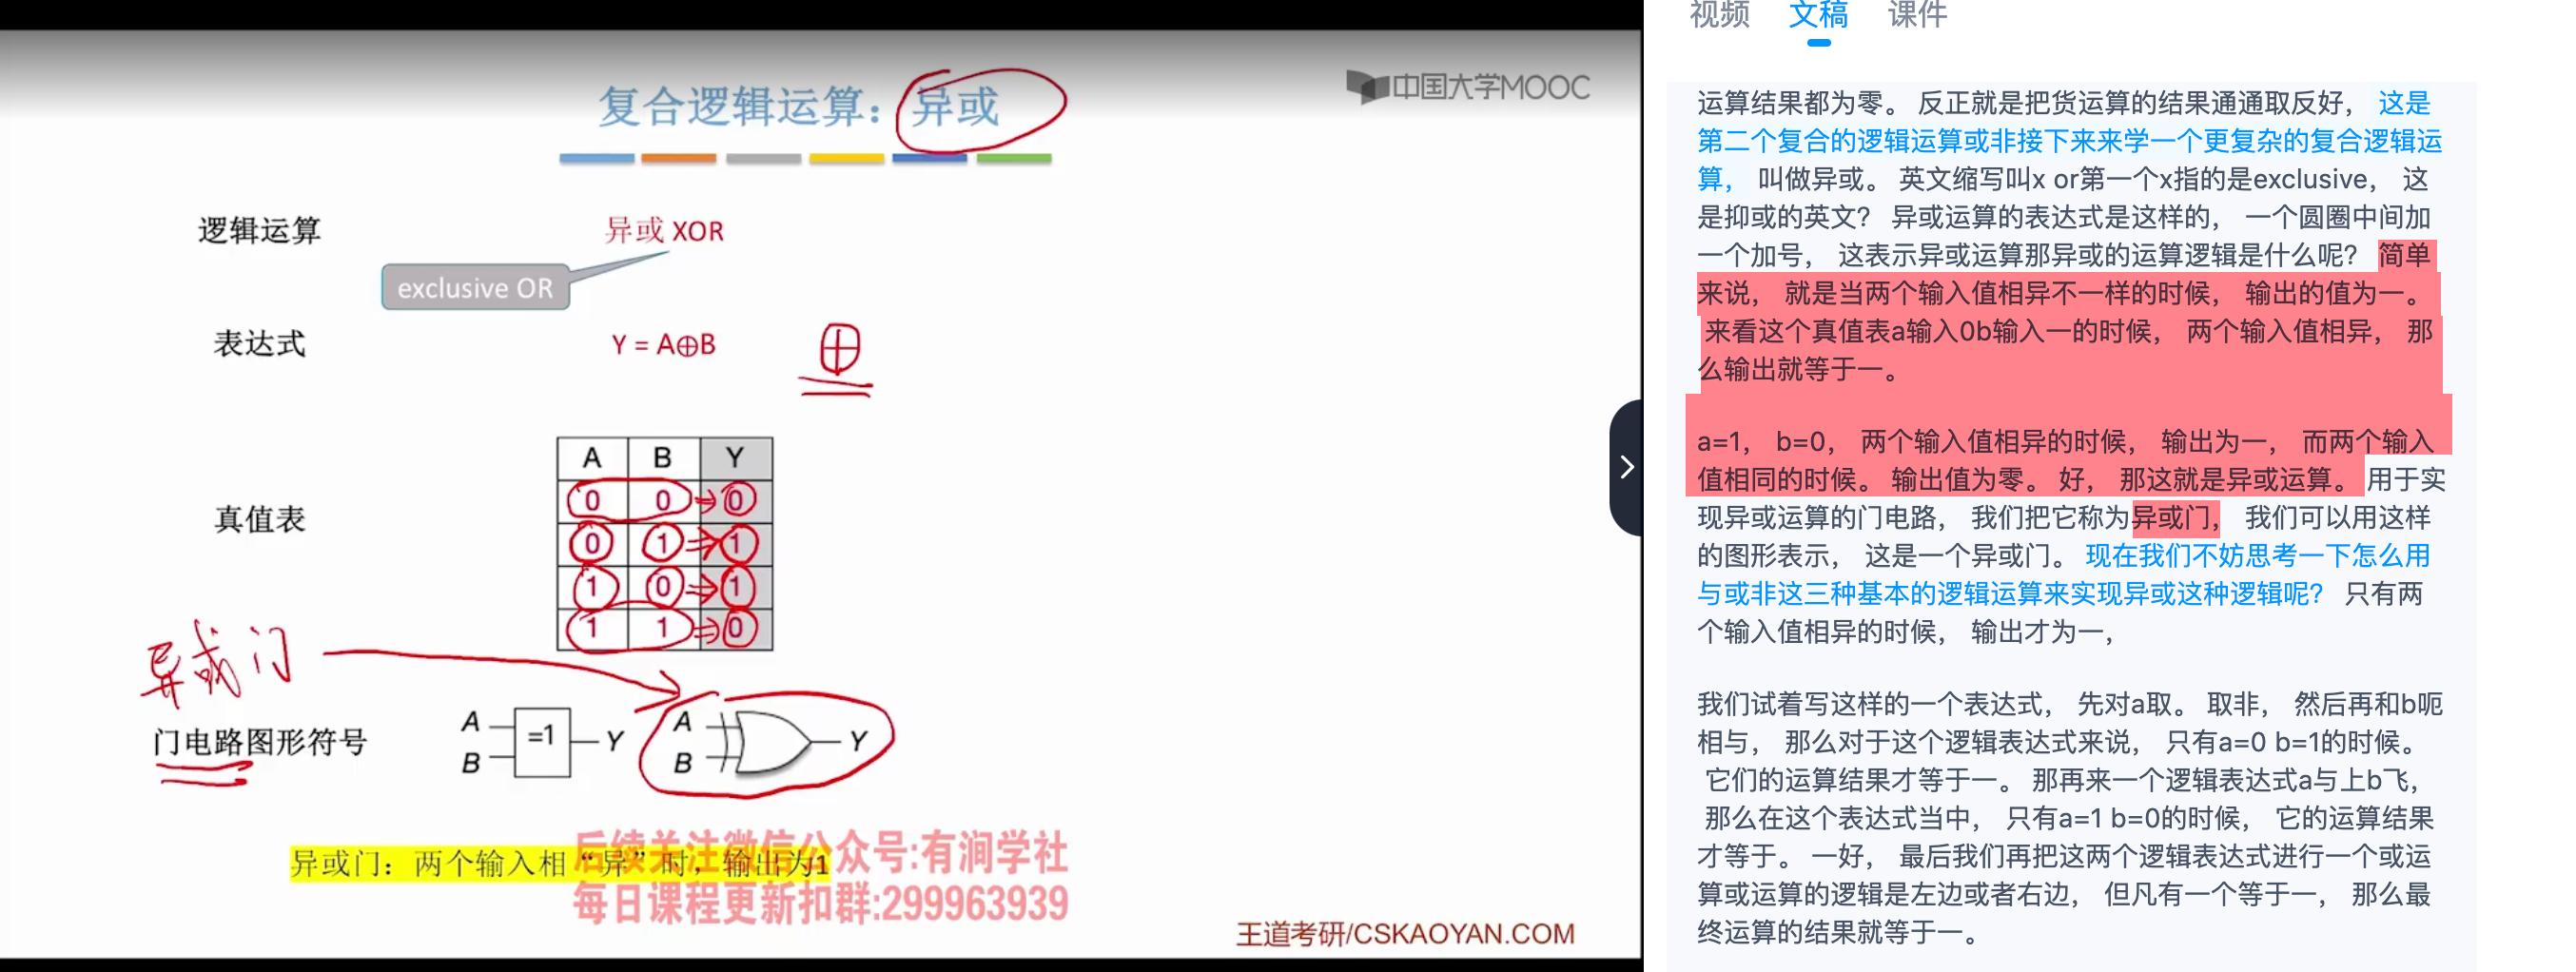 复合逻辑运算：异或
中国大学MOOC
逻辑运算
异或 XOR
exclusive OR
表达式
Y = A⊕B
⊕
真值表
A B Y
0 0 0
0 1 1
1 0 1
1 1 0
异或门
门电路图形符号
A
B
=1
Y
A
B
Y
异或门：两个输入相“异”时，输出为1
后续关注微信公众号:有涧学社
每日课程更新扣群:299963939
王道考研/CSKAOYAN.COM
视频 文稿 课件
运算结果都为零。 反正就是把货运算的结果通通取反好， 这是
第二个复合的逻辑运算或非接下来来学一个更复杂的复合逻辑运
算， 叫做异或。 英文缩写叫x or第一个x指的是exclusive， 这
是抑或的英文？ 异或运算的表达式是这样的， 一个圆圈中间加
一个加号， 这表示异或运算那异或的运算逻辑是什么呢？ 简单
来说， 就是当两个输入值相异不一样的时候， 输出的值为一。
来看这个真值表a输入0b输入一的时候， 两个输入值相异， 那
么输出就等于一。
a=1， b=0， 两个输入值相异的时候， 输出为一， 而两个输入
值相同的时候。 输出值为零。 好， 那这就是异或运算。 用于实
现异或运算的门电路， 我们把它称为异或门， 我们可以用这样
的图形表示， 这是一个异或门。 现在我们不妨思考一下怎么用
与或非这三种基本的逻辑运算来实现异或这种逻辑呢？ 只有两
个输入值相异的时候， 输出才为一，
我们试着写这样的一个表达式， 先对a取。 取非， 然后再和b呃
相与， 那么对于这个逻辑表达式来说， 只有a=0 b=1的时候。
它们的运算结果才等于一。 那再来一个逻辑表达式a与上b飞，
那么在这个表达式当中， 只有a=1 b=0的时候， 它的运算结果
才等于。 一好， 最后我们再把这两个逻辑表达式进行一个或运
算或运算的逻辑是左边或者右边， 但凡有一个等于一， 那么最
终运算的结果就等于一。